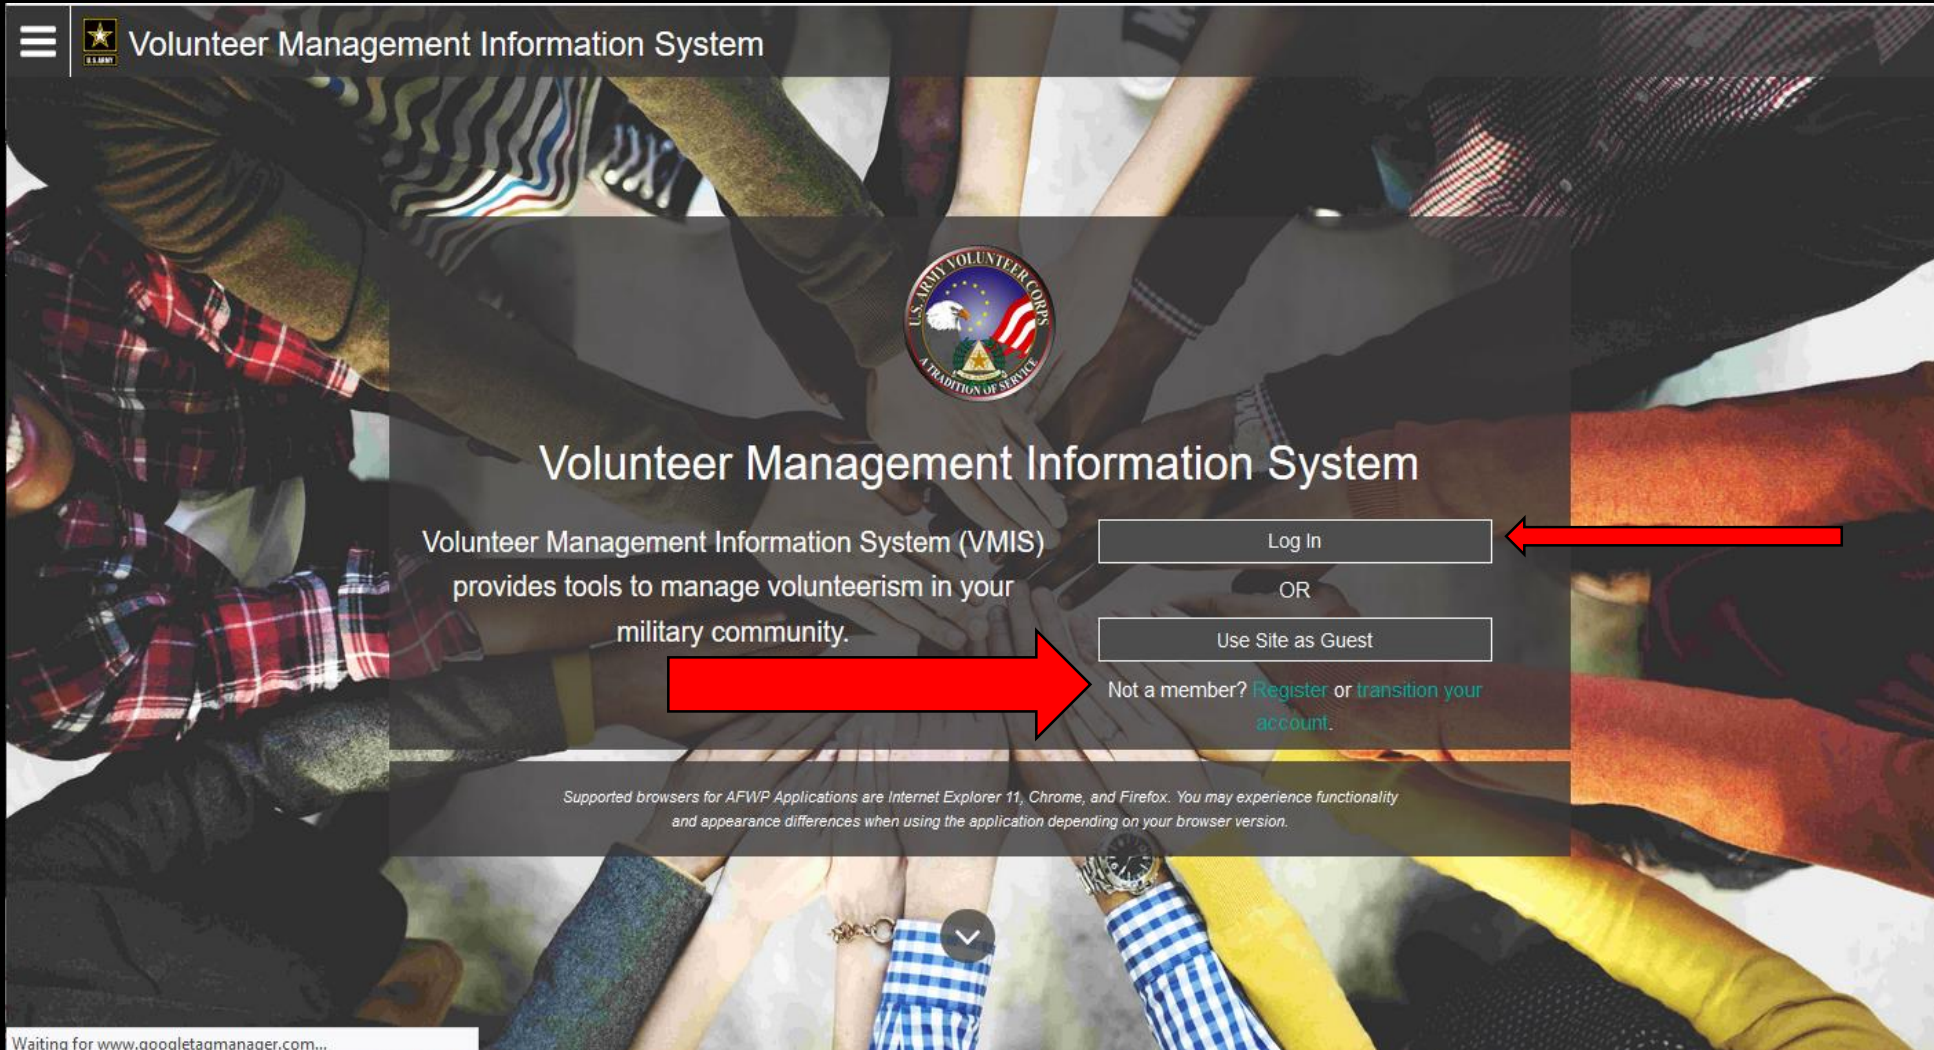 U.S. ARMY
Volunteer Management Information System
U.S. ARMY VOLUNTEER CORPS
A TRADITION OF SERVICE
Volunteer Management Information System
Volunteer Management Information System (VMIS)
provides tools to manage volunteerism in your
military community.
Log In
OR
Use Site as Guest
Not a member? Register or transition your
account.
Supported browsers for AFWP Applications are Internet Explorer 11, Chrome, and Firefox. You may experience functionality
and appearance differences when using the application depending on your browser version.
Waiting for www.googletagmanager.com...